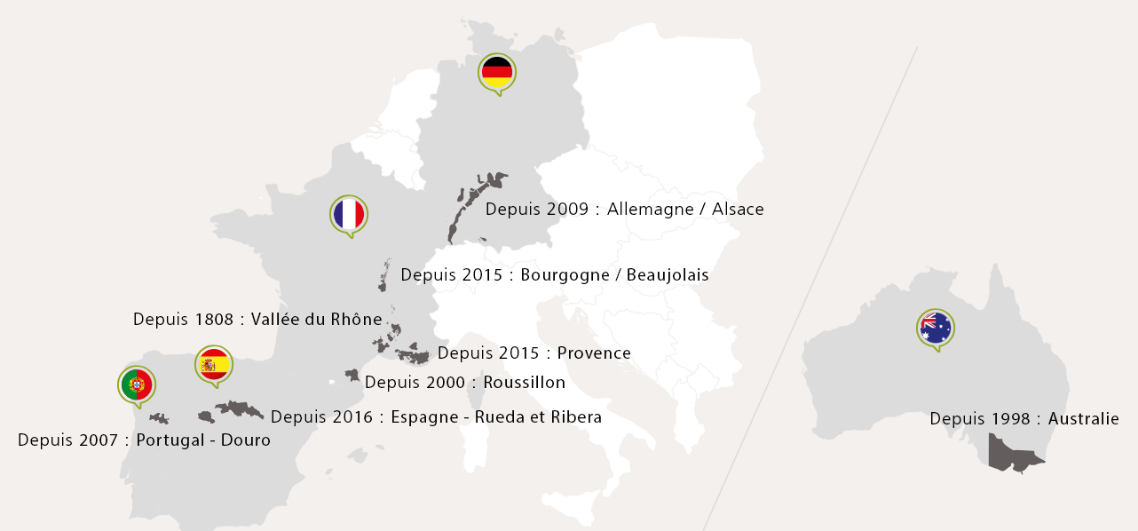 Depuis 2009 : Allemagne / Alsace
Depuis 2015 : Bourgogne / Beaujolais
Depuis 1808 : Vallée du Rhône
Depuis 2015 : Provence
Depuis 2000 : Roussillon
Depuis 2016 : Espagne - Rueda et Ribera
Depuis 2007 : Portugal - Douro
Depuis 1998 : Australie